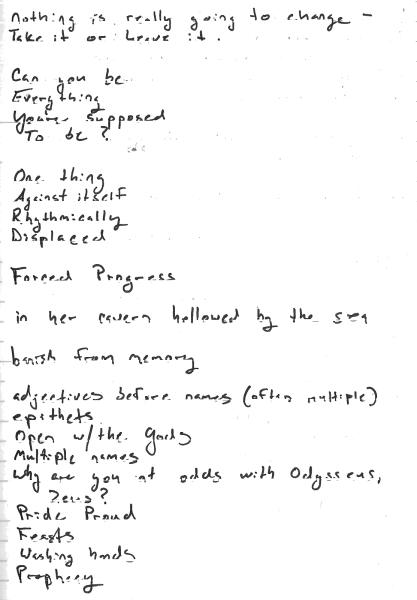 nothing is really going to change -
Take it or Leave it.
Can you be
Everything
You're supposed
To be?
One thing
Against itself
Rhythmically
Displaced
Forced Progress
in her cavern hollowed by the sea
banish from memory
adjectives before names (often multiple)
epithets
Open w/ the Gods
Multiple names
Why are you at odds with Odysseus,
Zeus?
Pride Proud
Feasts
Washing hands
Prophecy